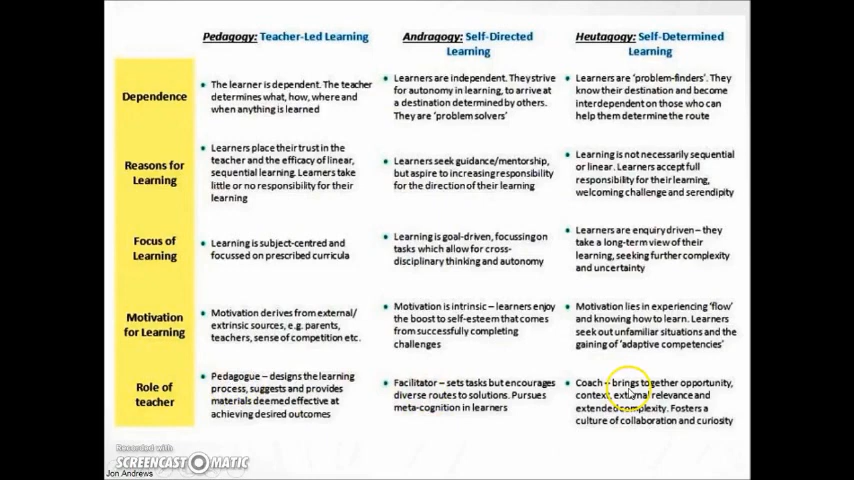 Pedagogy: Teacher-Led Learning
Andragogy: Self-Directed
Learning
Heutagogy: Self-Determined
Learning
Dependence
• The learner is dependent. The teacher
determines what, how, where and
when anything is learned
• Learners are independent. They strive
for autonomy in learning, to arrive at
a destination determined by others.
They are 'problem solvers'
• Learners are 'problem-finders'. They
know their destination and become
interdependent on those who can
help them determine the route
Reasons for
Learning
• Learners place their trust in the
teacher and the efficacy of linear,
sequential learning. Learners take
little or no responsibility for their
learning
• Learners seek guidance/mentorship,
but aspire to increasing responsibility
for the direction of their learning
• Learning is not necessarily sequential
or linear. Learners accept full
responsibility for their learning,
welcoming challenge and serendipity
Focus of
Learning
• Learning is subject-centred and
focussed on prescribed curricula
• Learning is goal-driven, focussing on
tasks which allow for cross-
disciplinary thinking and autonomy
• Learners are enquiry driven – they
take a long-term view of their
learning, seeking further complexity
and uncertainty
Motivation
for Learning
• Motivation derives from external/
extrinsic sources, e.g. parents,
teachers, sense of competition etc.
• Motivation is intrinsic – learners enjoy
the boost to self-esteem that comes
from successfully completing
challenges
• Motivation lies in experiencing 'flow'
and knowing how to learn. Learners
seek out unfamiliar situations and the
gaining of 'adaptive competencies'
Role of
teacher
• Pedagogue – designs the learning
process, suggests and provides
materials deemed effective at
achieving desired outcomes
• Facilitator – sets tasks but encourages
diverse routes to solutions. Pursues
meta-cognition in learners
• Coach – brings together opportunity,
context, external relevance and
extended complexity. Fosters a
culture of collaboration and curiosity
Recorded with
SCREENCAST-O-MATIC
Jon Andrews